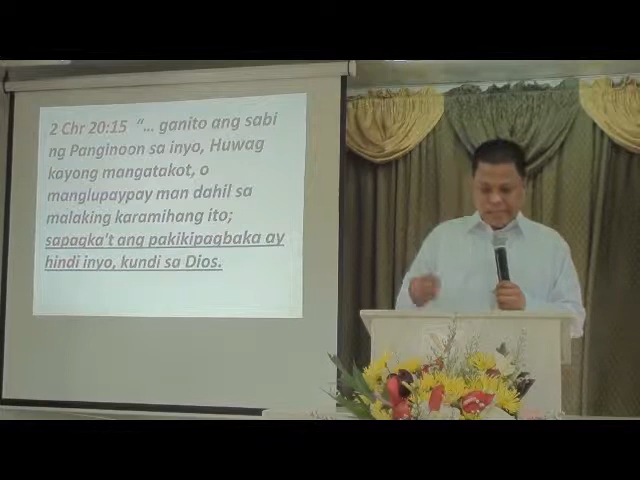 2 Chr 20:15 “... ganito ang sabi
ng Panginoon sa inyo, Huwag
kayong mangatakot, o
manglupaypay man dahil sa
malaking karamihang ito;
sapagka't ang pakikipagbaka ay
hindi inyo, kundi sa Dios.